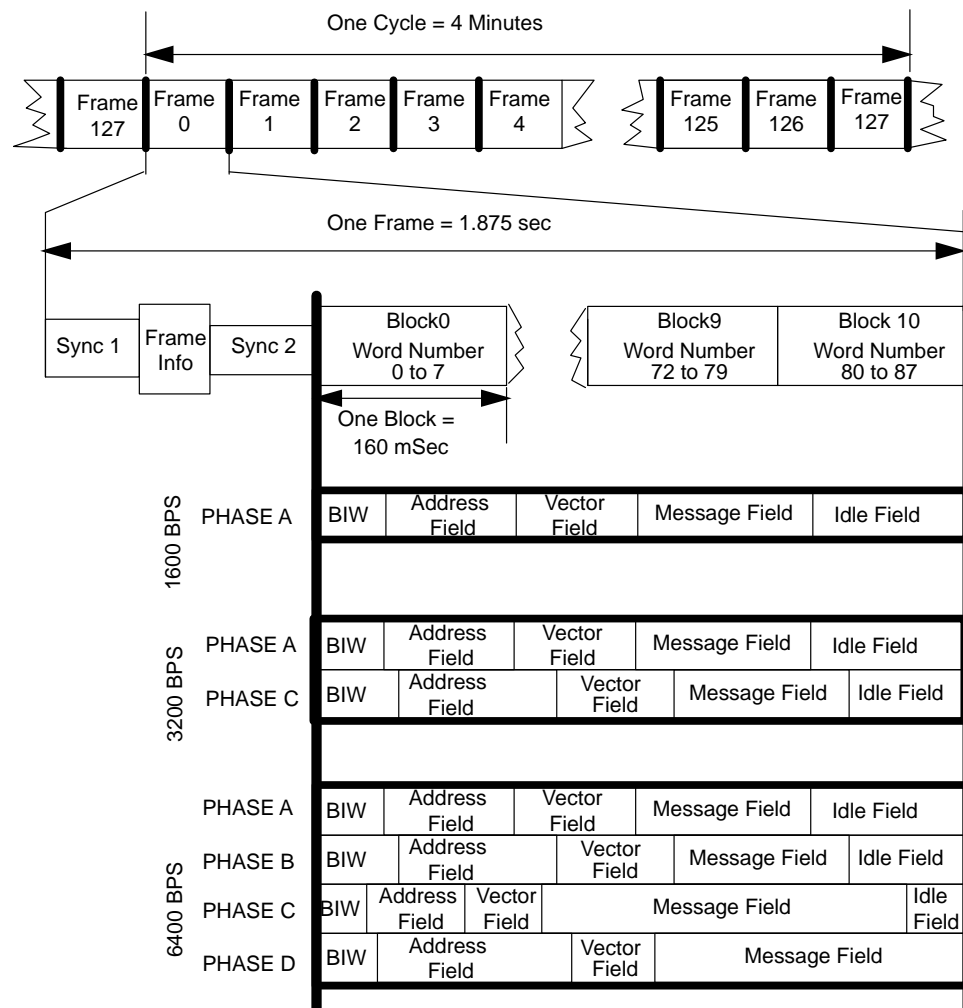 One Cycle = 4 Minutes
Frame 127
Frame 0
Frame 1
Frame 2
Frame 3
Frame 4
Frame 125
Frame 126
Frame 127
One Frame = 1.875 sec
Sync 1
Frame Info
Sync 2
Block0
Word Number
0 to 7
Block9
Word Number
72 to 79
Block 10
Word Number
80 to 87
One Block =
160 mSec
1600 BPS
PHASE A
BIW
Address Field
Vector Field
Message Field
Idle Field
3200 BPS
PHASE A
BIW
Address Field
Vector Field
Message Field
Idle Field
PHASE C
BIW
Address Field
Vector Field
Message Field
Idle Field
6400 BPS
PHASE A
BIW
Address Field
Vector Field
Message Field
Idle Field
PHASE B
BIW
Address Field
Vector Field
Message Field
Idle Field
PHASE C
BIW
Address Field
Vector Field
Message Field
Idle Field
PHASE D
BIW
Address Field
Vector Field
Message Field